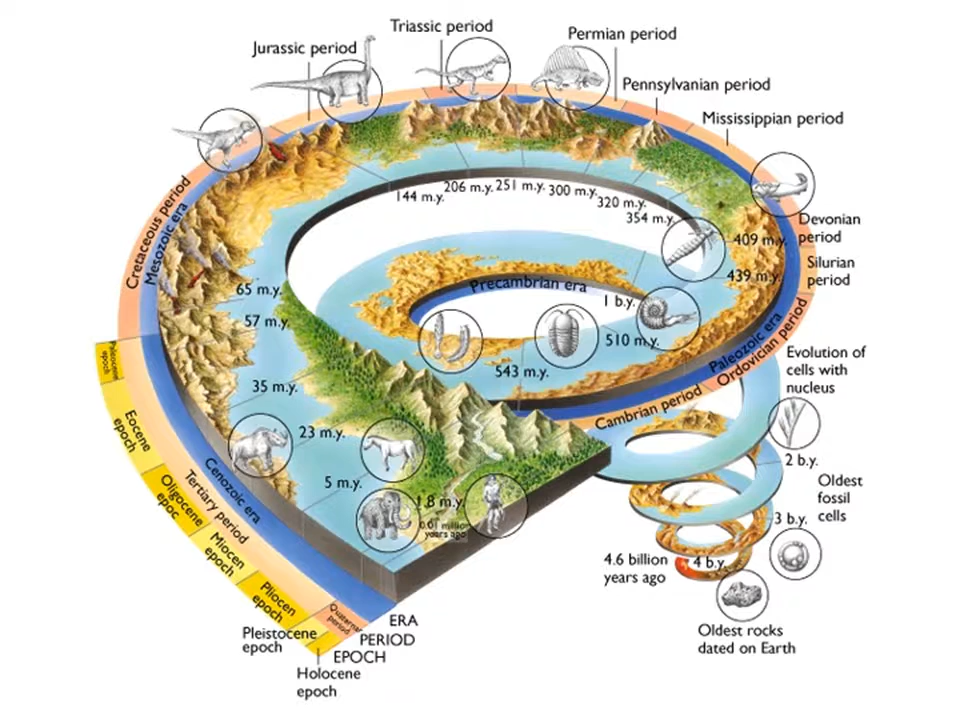 Triassic period
Permian period
Jurassic period
Pennsylvanian period
Mississippian period
144 m.y.
206 m.y.
251 m.y.
300 m.y.
320 m.y.
354 m.y.
Cretaceous period
Mesozoic era
Devonian
period
409 m.y.
Silurian
period
439 m.y.
65 m.y.
57 m.y.
Precambrian era
1 b.y.
510 m.y.
543 m.y.
Paleozoic era
Ordovician period
Cambrian period
Evolution of
cells with
nucleus
Paleocene
epoch
35 m.y.
23 m.y.
5 m.y.
1.8 m.y.
0.01 million
years ago
Eocene
epoch
Cenozoic era
Tertiary period
Oligocene
epoc
Miocen
epoch
Pliocen
epoch
Quaternar
period
2 b.y.
Oldest
fossil
cells
3 b.y.
4.6 billion
years ago
4 b.y.
Oldest rocks
dated on Earth
ERA
PERIOD
EPOCH
Pleistocene
epoch
Holocene
epoch